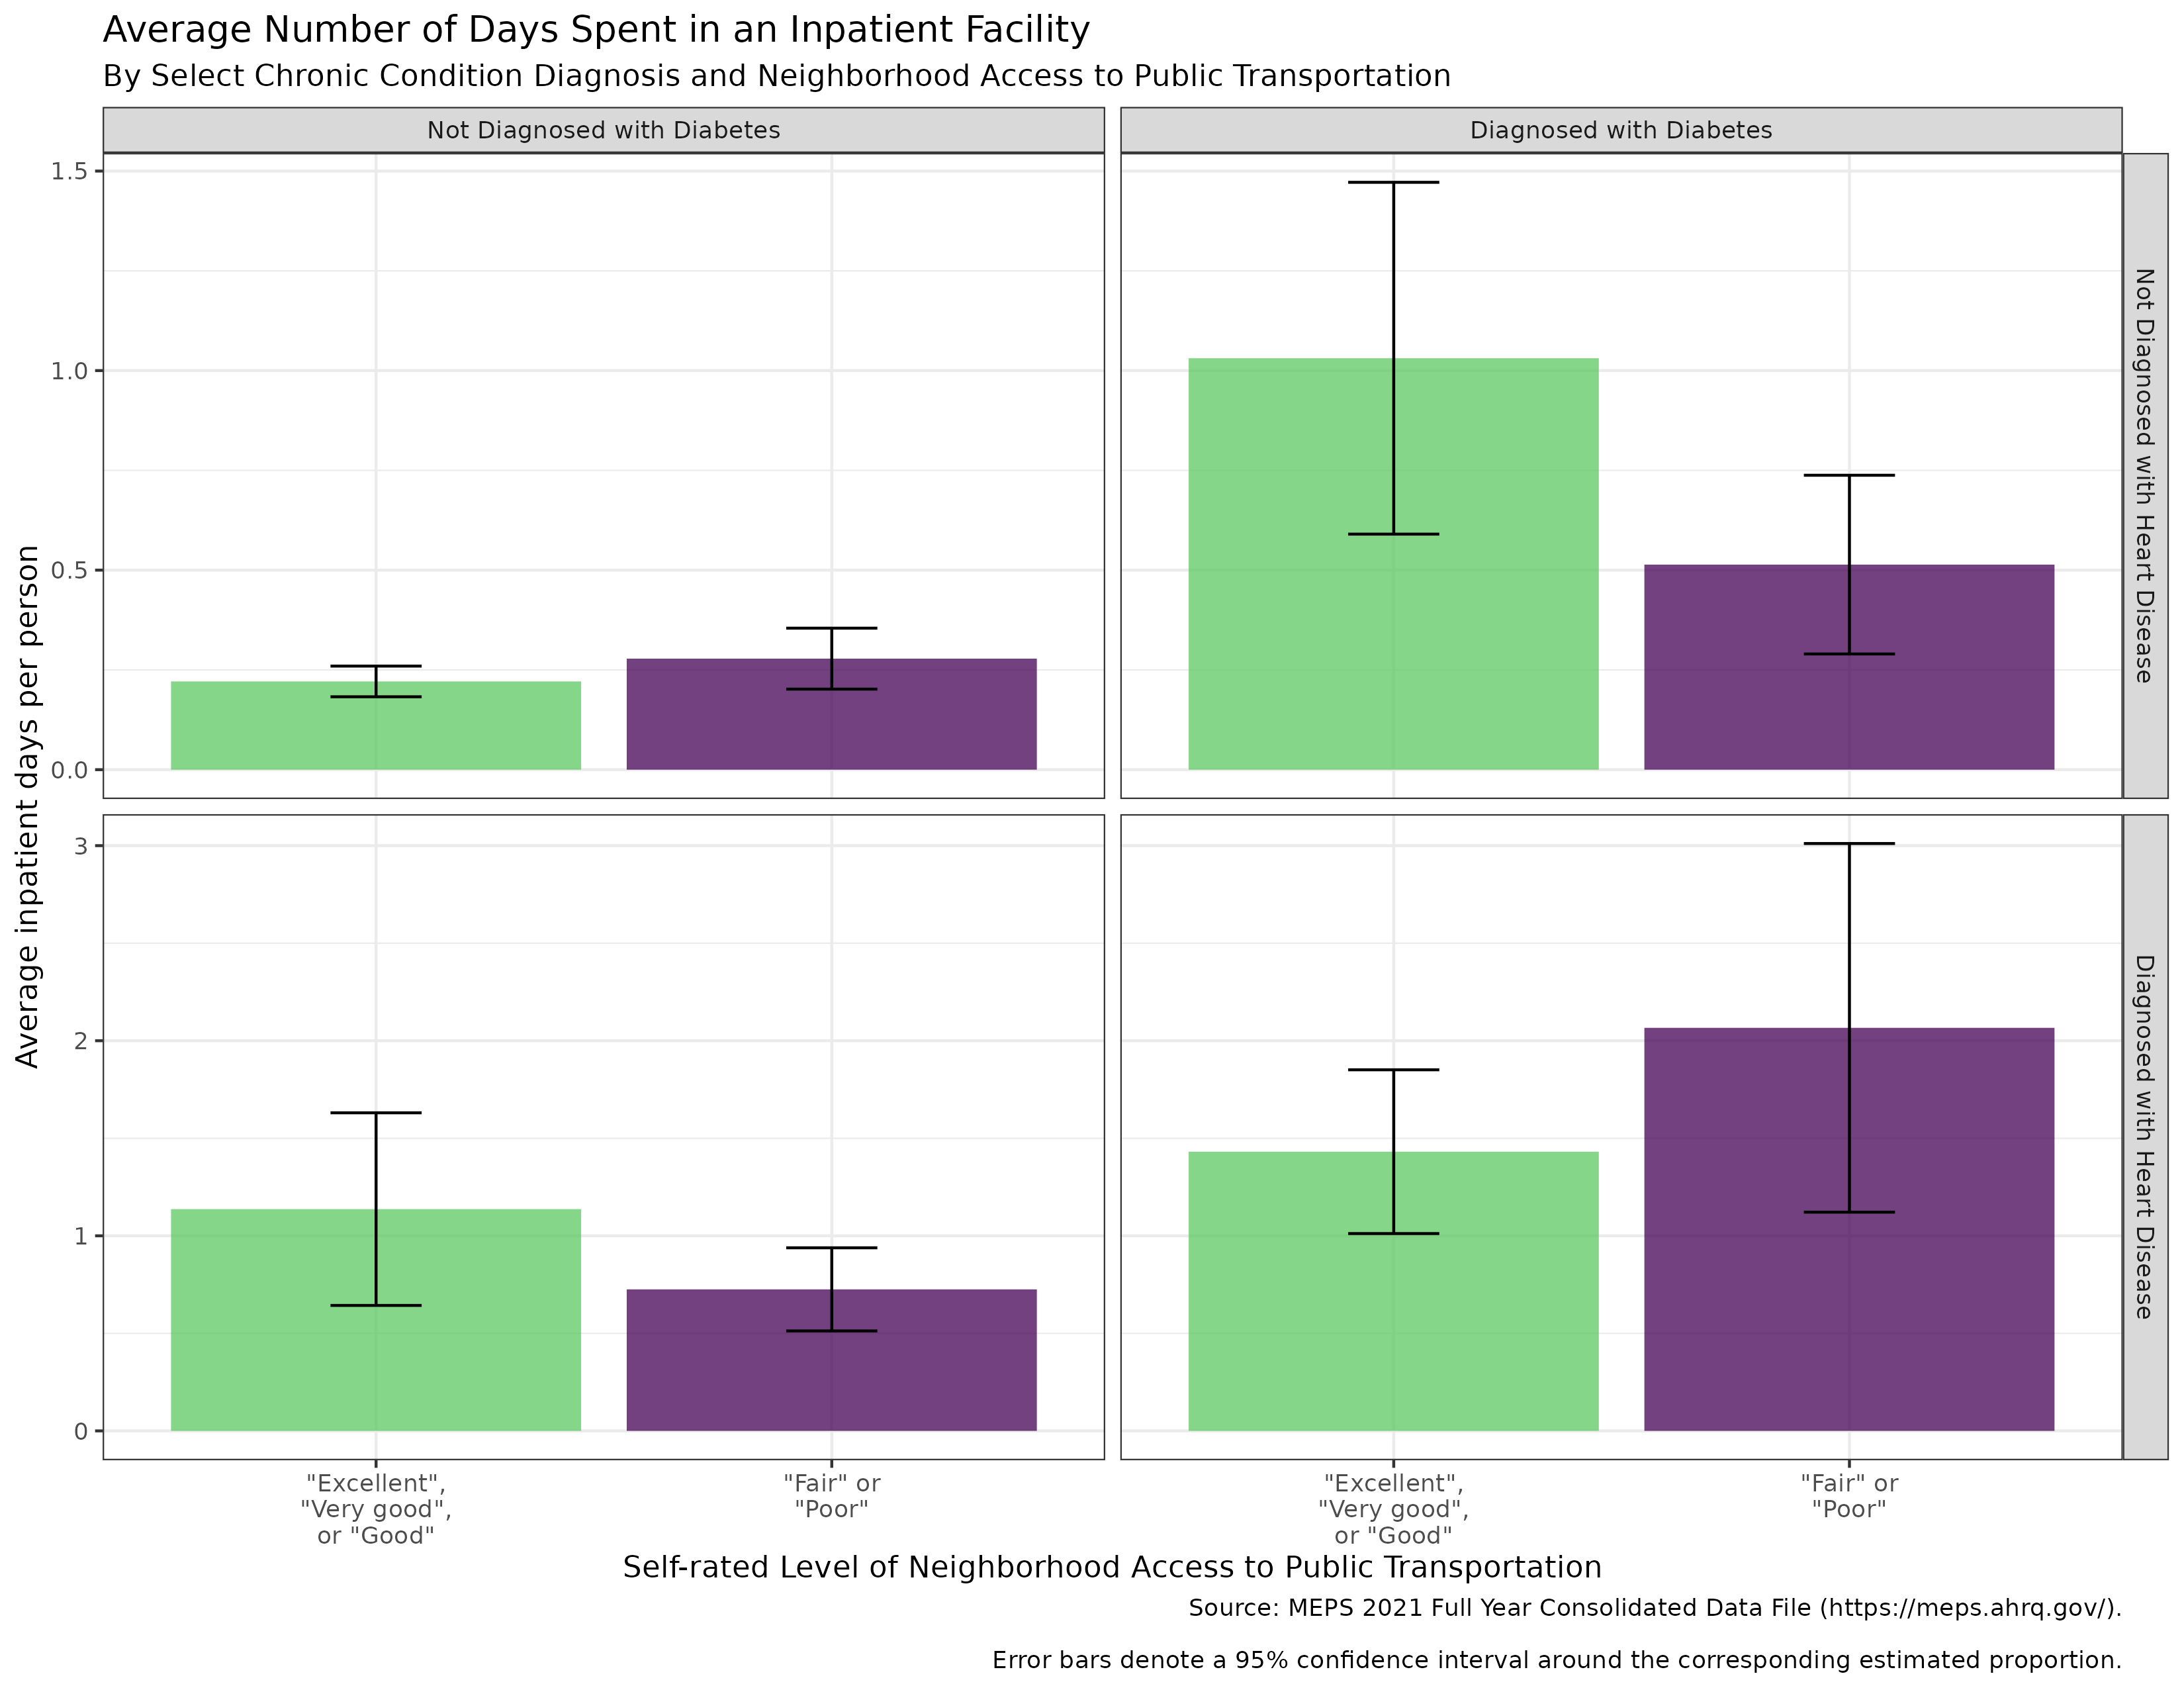 Average Number of Days Spent in an Inpatient Facility
By Select Chronic Condition Diagnosis and Neighborhood Access to Public Transportation
Not Diagnosed with Diabetes
Diagnosed with Diabetes
Average inpatient days per person
1.5
1.0
0.5
0.0
Not Diagnosed with Heart Disease
3
2
1
0
Diagnosed with Heart Disease
"Excellent",
"Very good",
or "Good"
"Fair" or
"Poor"
"Excellent",
"Very good",
or "Good"
"Fair" or
"Poor"
Self-rated Level of Neighborhood Access to Public Transportation
Source: MEPS 2021 Full Year Consolidated Data File (https://meps.ahrq.gov/).
Error bars denote a 95% confidence interval around the corresponding estimated proportion.